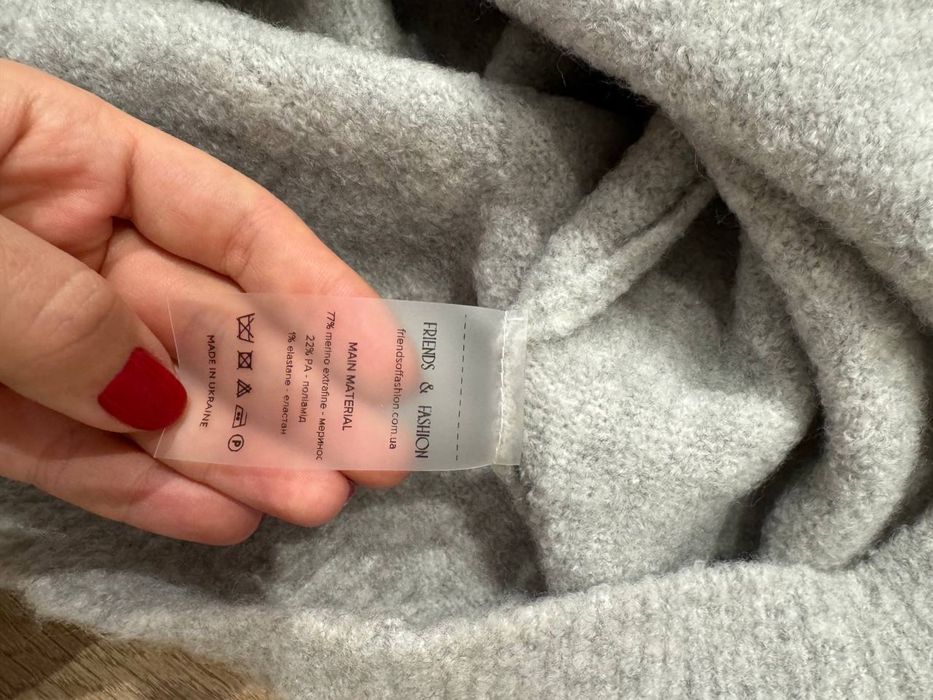 FRIENDS & FASHION
friendsoffashion.com.ua
MAIN MATERIAL
77% merino extrafine - меринос
22% PA - поліамід
1% elastane - еластан
P
MADE IN UKRAINE